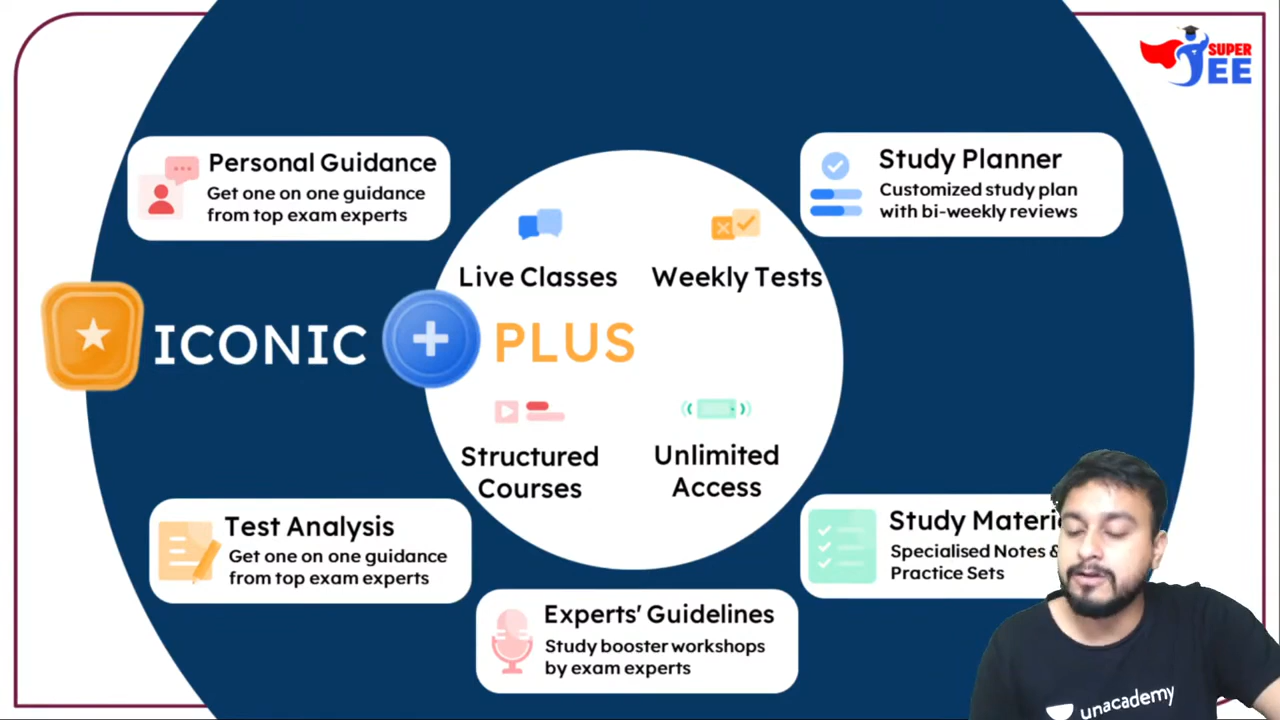 SUPER
JEE
Personal Guidance
Get one on one guidance
from top exam experts
Study Planner
Customized study plan
with bi-weekly reviews
Live Classes
Weekly Tests
ICONIC
PLUS
Structured
Courses
Unlimited
Access
Test Analysis
Get one on one guidance
from top exam experts
Study Materi
Specialised Notes &
Practice Sets
Experts' Guidelines
Study booster workshops
by exam experts
unacademy